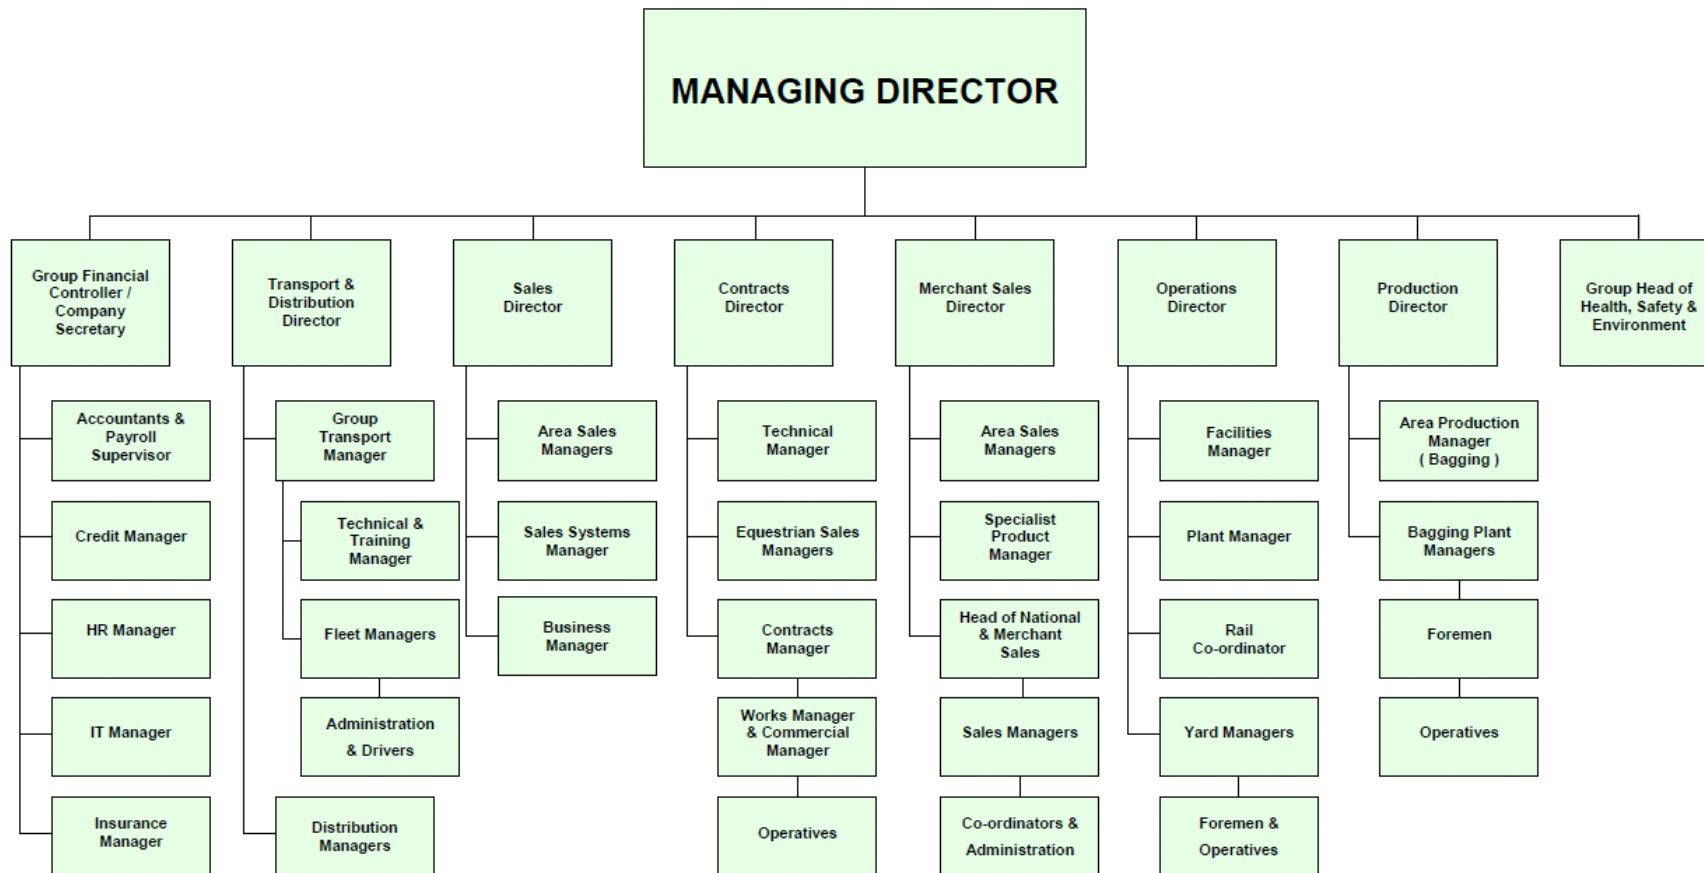 MANAGING DIRECTOR
Group Financial
Controller /
Company
Secretary
Transport &
Distribution
Director
Sales
Director
Contracts
Director
Merchant Sales
Director
Operations
Director
Production
Director
Group Head of
Health, Safety &
Environment
Accountants &
Payroll
Supervisor
Group
Transport
Manager
Area Sales
Managers
Technical
Manager
Area Sales
Managers
Facilities
Manager
Area Production
Manager
( Bagging )
Credit Manager
Technical &
Training
Manager
Sales Systems
Manager
Equestrian Sales
Managers
Specialist
Product
Manager
Plant Manager
Bagging Plant
Managers
HR Manager
Fleet Managers
Business
Manager
Contracts
Manager
Head of National
& Merchant
Sales
Rail
Co-ordinator
Foremen
IT Manager
Administration
& Drivers
Works Manager
& Commercial
Manager
Sales Managers
Yard Managers
Operatives
Insurance
Manager
Distribution
Managers
Operatives
Co-ordinators &
Administration
Foremen &
Operatives